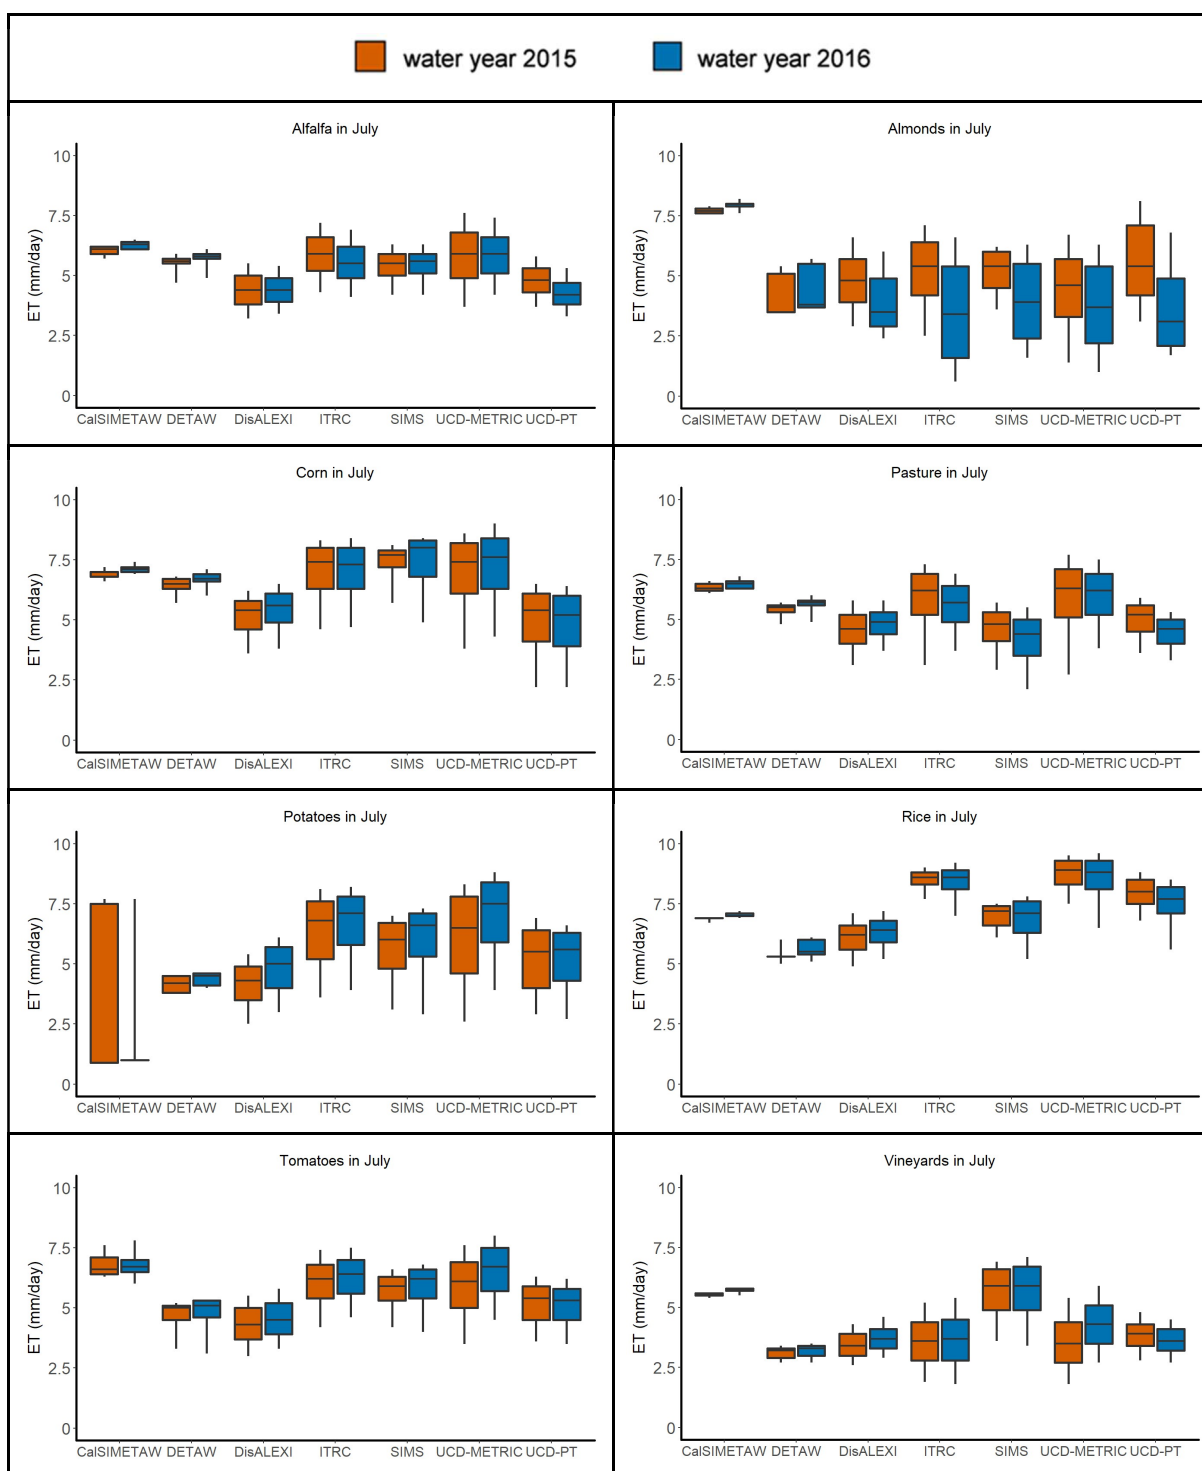 water year 2015 water year 2016
Alfalfa in July
ET (mm/day)
10
7.5
5
2.5
0
CalSIMETAW DETAW DisALEXI ITRC SIMS UCD-METRIC UCD-PT
Almonds in July
ET (mm/day)
10
7.5
5
2.5
0
CalSIMETAW DETAW DisALEXI ITRC SIMS UCD-METRIC UCD-PT
Corn in July
ET (mm/day)
10
7.5
5
2.5
0
CalSIMETAW DETAW DisALEXI ITRC SIMS UCD-METRIC UCD-PT
Pasture in July
ET (mm/day)
10
7.5
5
2.5
0
CalSIMETAW DETAW DisALEXI ITRC SIMS UCD-METRIC UCD-PT
Potatoes in July
ET (mm/day)
10
7.5
5
2.5
0
CalSIMETAW DETAW DisALEXI ITRC SIMS UCD-METRIC UCD-PT
Rice in July
ET (mm/day)
10
7.5
5
2.5
0
CalSIMETAW DETAW DisALEXI ITRC SIMS UCD-METRIC UCD-PT
Tomatoes in July
ET (mm/day)
10
7.5
5
2.5
0
CalSIMETAW DETAW DisALEXI ITRC SIMS UCD-METRIC UCD-PT
Vineyards in July
ET (mm/day)
10
7.5
5
2.5
0
CalSIMETAW DETAW DisALEXI ITRC SIMS UCD-METRIC UCD-PT